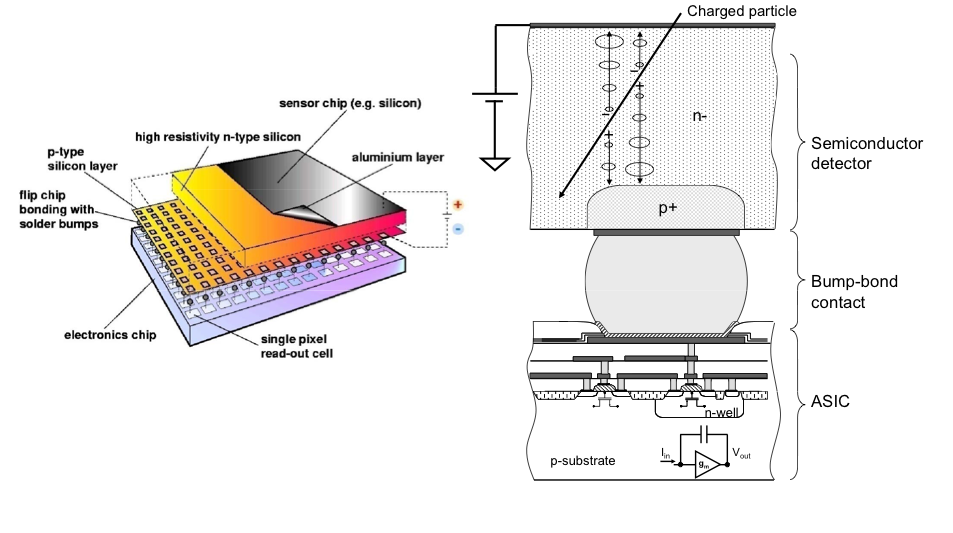 sensor chip (e.g. silicon)
high resistivity n-type silicon
p-type
silicon layer
aluminium layer
flip chip
bonding with
solder bumps
+
-
electronics chip
single pixel
read-out cell
Charged particle
−
+
n-
−
+
Semiconductor
detector
p+
Bump-bond
contact
ASIC
n-well
p-substrate
Iin
gm
Vout